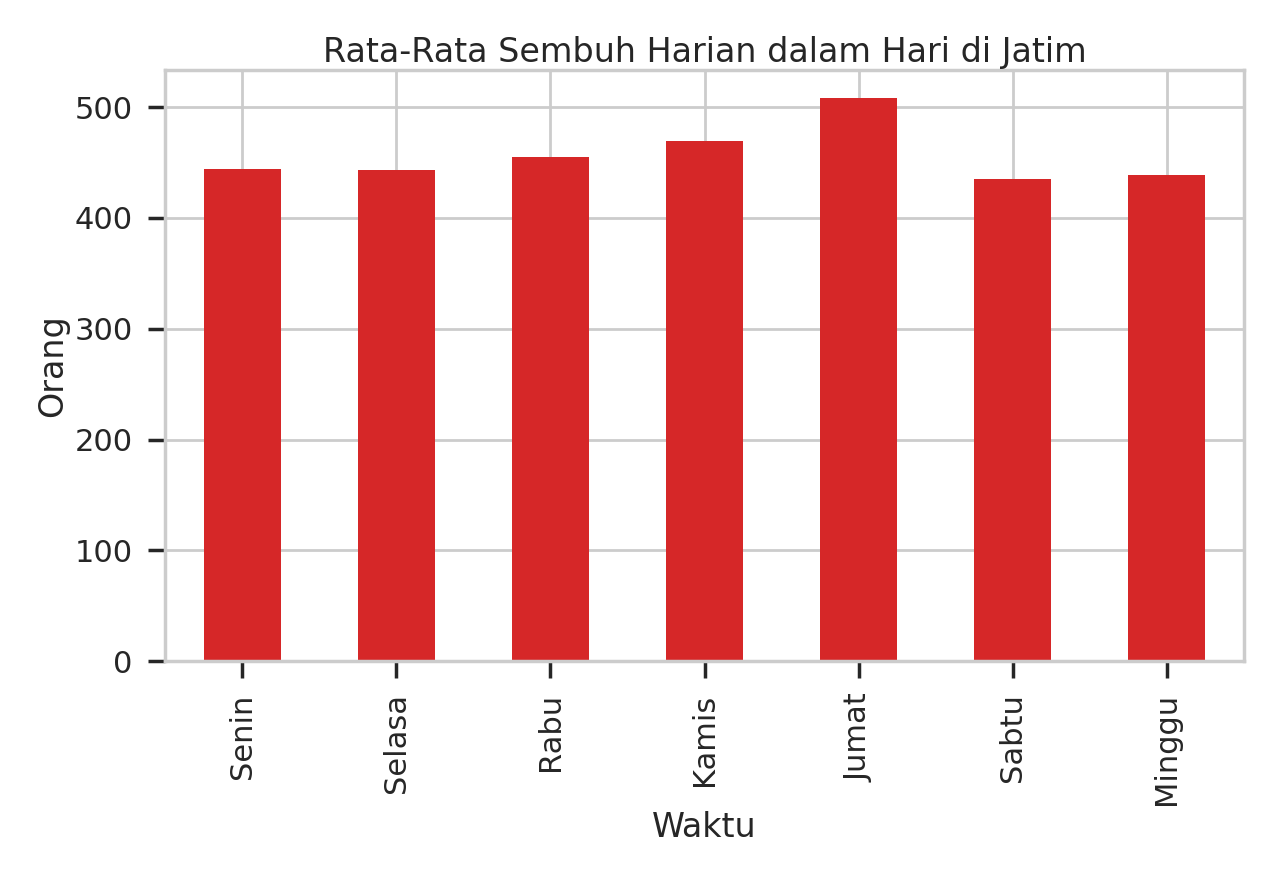 Rata-Rata Sembuh Harian dalam Hari di Jatim
Orang
500
400
300
200
100
0
Senin
Selasa
Rabu
Kamis
Jumat
Sabtu
Minggu
Waktu